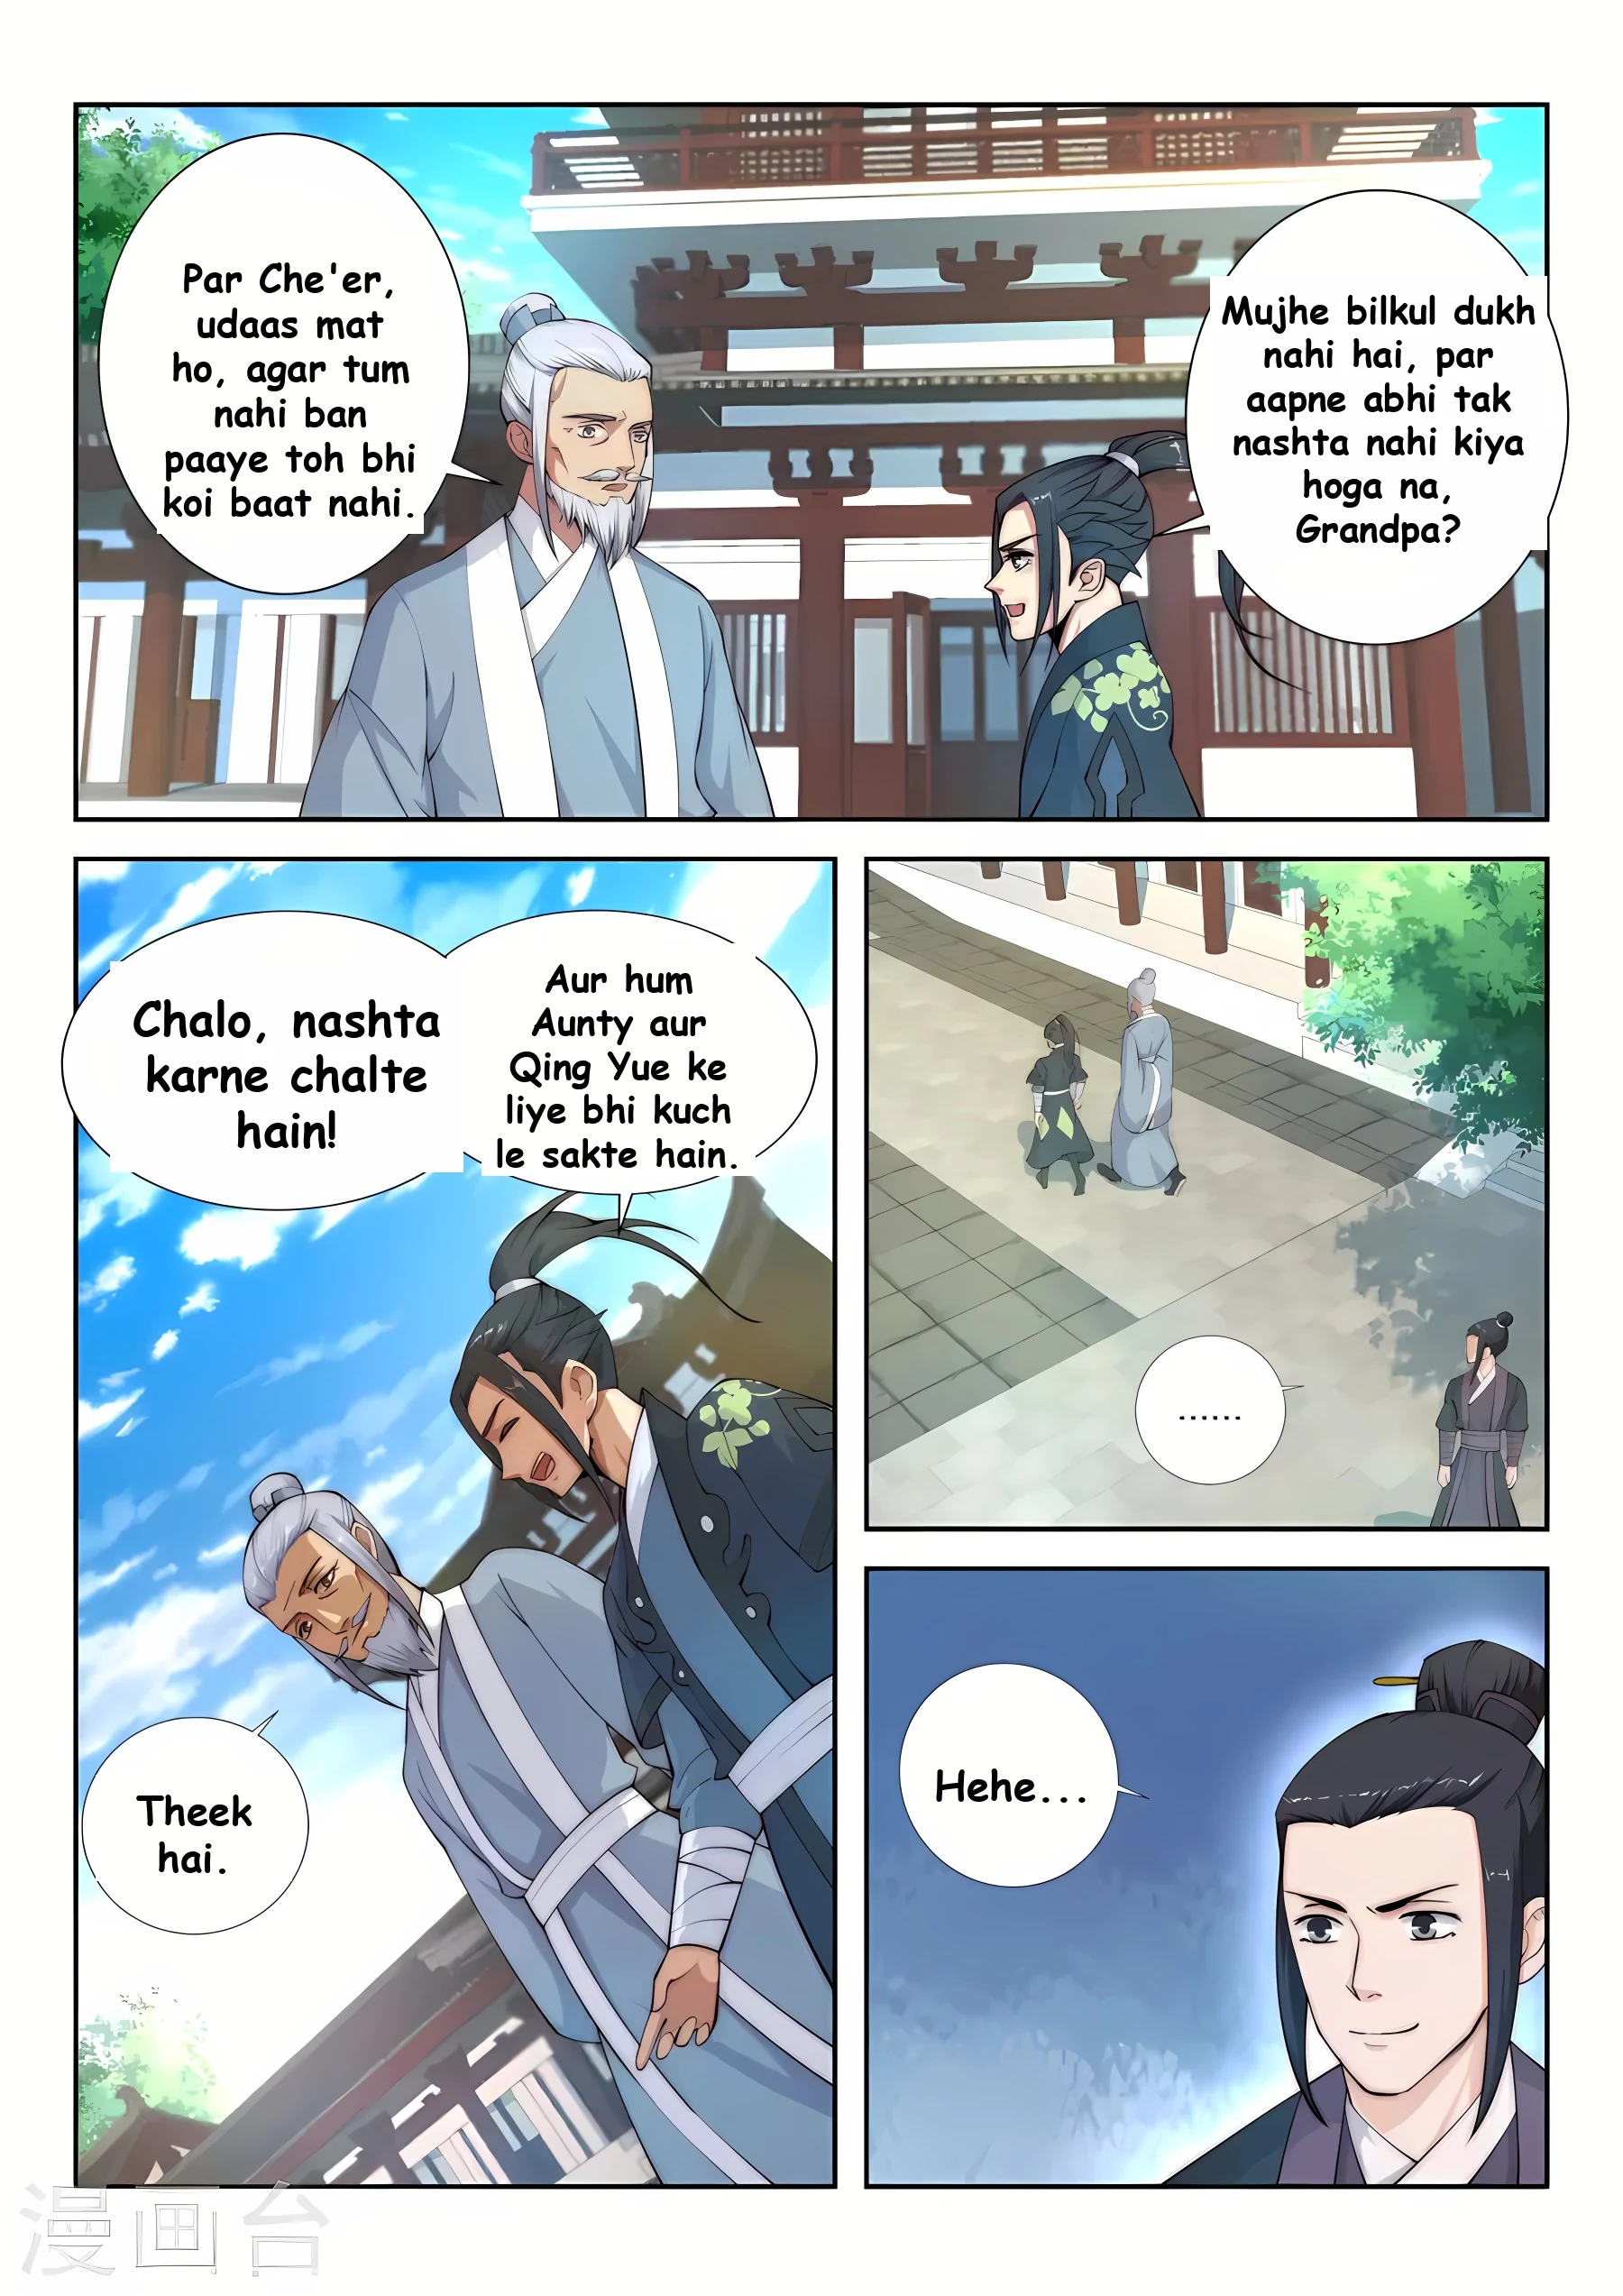 Par Che'er,
udaas mat
ho, agar tum
nahi ban
paaye toh bhi
koi baat nahi.
Mujhe bilkul dukh
nahi hai, par
aapne abhi tak
nashta nahi kiya
hoga na,
Grandpa?
Chalo, nashta
karne chalte
hain!
Aur hum
Aunty aur
Qing Yue ke
liye bhi kuch
le sakte hain.
Theek
hai.
......
Hehe...
漫画台